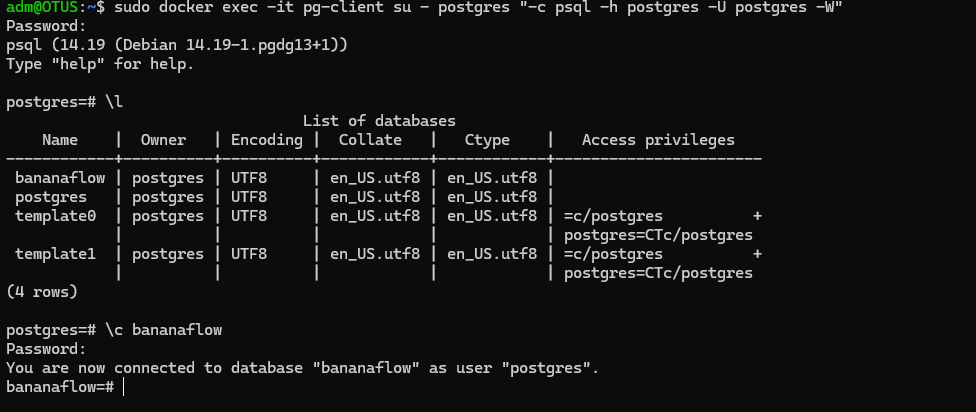 adm@OTUS:~$ sudo docker exec -it pg-client su - postgres "-c psql -h postgres -U postgres -W"
Password:
psql (14.19 (Debian 14.19-1.pgdg13+1))
Type "help" for help.

postgres=# \l
                                 List of databases
    Name    |  Owner   | Encoding |  Collate   |   Ctype    |   Access privileges
------------+----------+----------+------------+------------+-----------------------
 bananaflow | postgres | UTF8     | en_US.utf8 | en_US.utf8 |
 postgres   | postgres | UTF8     | en_US.utf8 | en_US.utf8 |
 template0  | postgres | UTF8     | en_US.utf8 | en_US.utf8 | =c/postgres          +
            |          |          |            |            | postgres=CTc/postgres
 template1  | postgres | UTF8     | en_US.utf8 | en_US.utf8 | =c/postgres          +
            |          |          |            |            | postgres=CTc/postgres
(4 rows)

postgres=# \c bananaflow
Password:
You are now connected to database "bananaflow" as user "postgres".
bananaflow=#